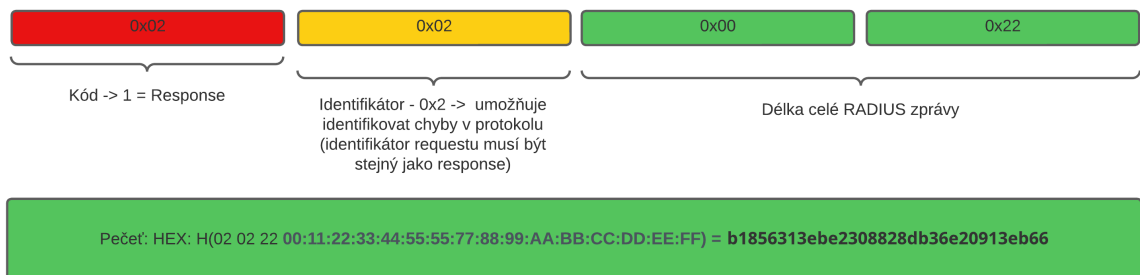 0x02
0x02
0x00
0x22
Kód -> 1 = Response
Identifikátor - 0x2 -> umožňuje
identifikovat chyby v protokolu
(identifikátor requestu musí být
stejný jako response)
Délka celé RADIUS zprávy
Pečeť: HEX: H(02 02 22 00:11:22:33:44:55:55:77:88:99:AA:BB:CC:DD:EE:FF) = b1856313ebe2308828db36e20913eb66